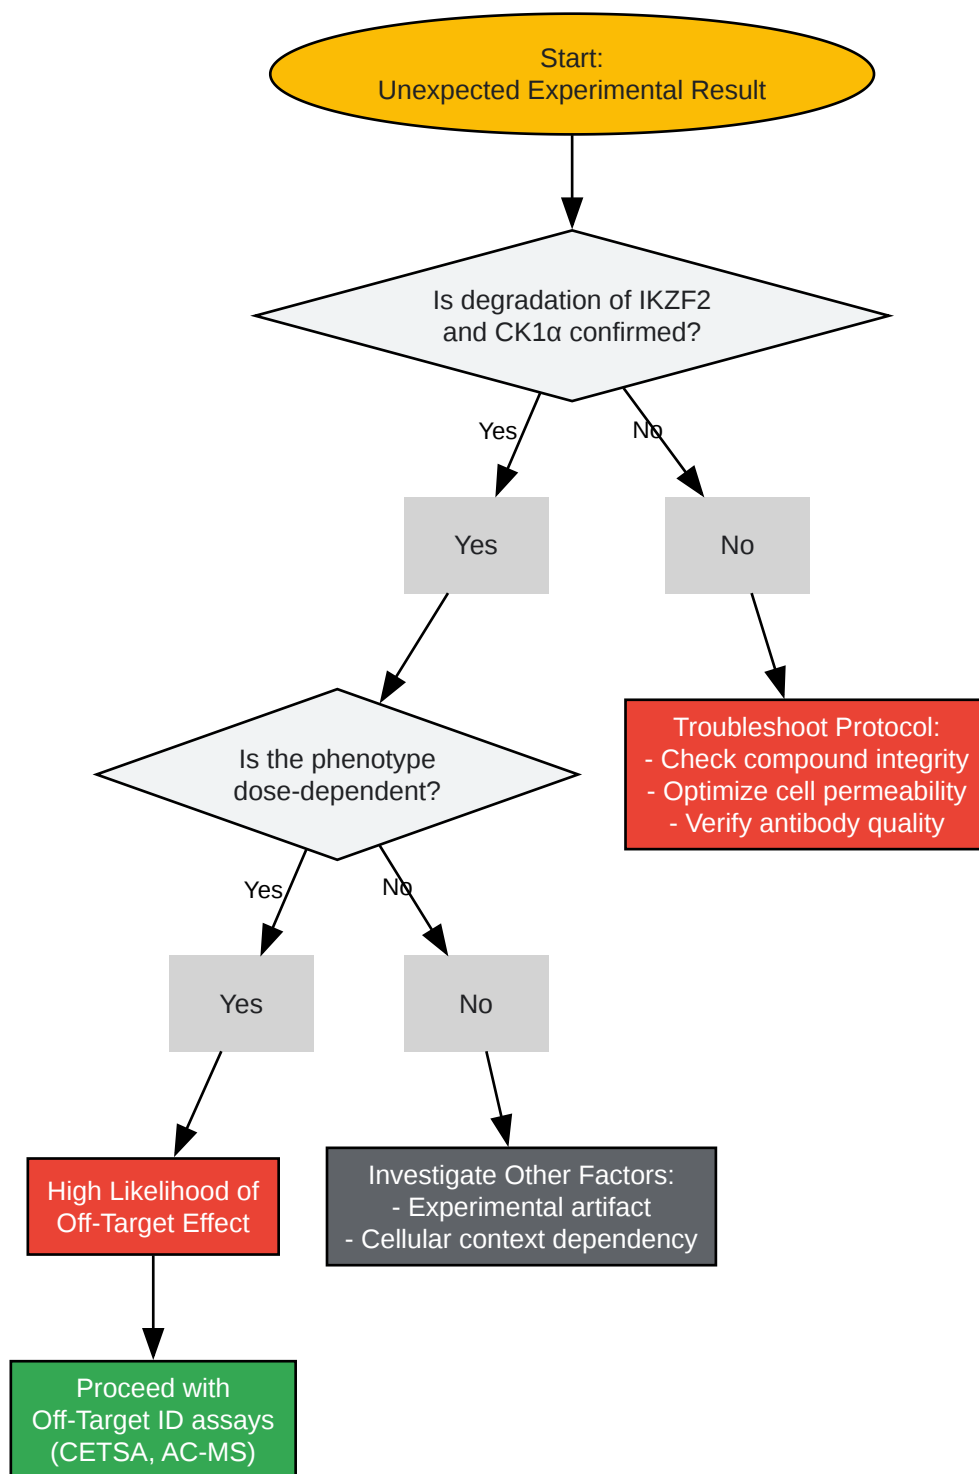 Start:
Unexpected Experimental Result
Is degradation of IKZF2
and CK1α confirmed?
Yes
No
Yes
No
Is the phenotype
dose-dependent?
Troubleshoot Protocol:
- Check compound integrity
- Optimize cell permeability
- Verify antibody quality
Yes
No
Yes
No
High Likelihood of
Off-Target Effect
Investigate Other Factors:
- Experimental artifact
- Cellular context dependency
Proceed with
Off-Target ID assays
(CETSA, AC-MS)